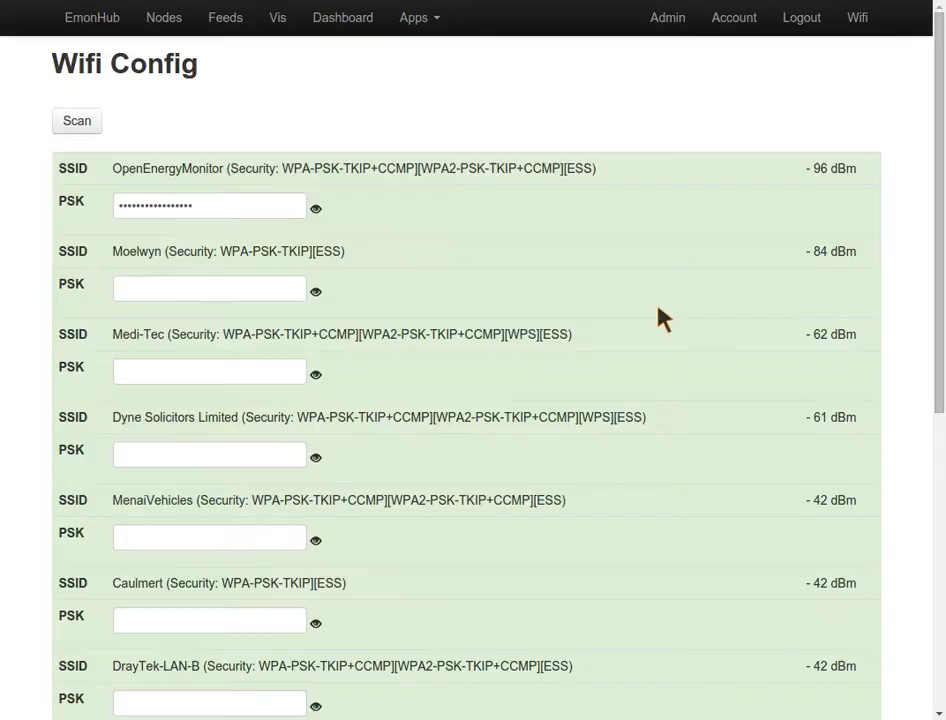 EmonHub Nodes Feeds Vis Dashboard Apps Admin Account Logout Wifi
Wifi Config
Scan
SSID OpenEnergyMonitor (Security: WPA-PSK-TKIP+CCMP][WPA2-PSK-TKIP+CCMP][ESS) - 96 dBm
PSK •••••••••••••••••
SSID Moelwyn (Security: WPA-PSK-TKIP][ESS) - 84 dBm
PSK
SSID Medi-Tec (Security: WPA-PSK-TKIP+CCMP][WPA2-PSK-TKIP+CCMP][WPS][ESS) - 62 dBm
PSK
SSID Dyne Solicitors Limited (Security: WPA-PSK-TKIP+CCMP][WPA2-PSK-TKIP+CCMP][WPS][ESS) - 61 dBm
PSK
SSID MenaiVehicles (Security: WPA-PSK-TKIP+CCMP][WPA2-PSK-TKIP+CCMP][ESS) - 42 dBm
PSK
SSID Caulmert (Security: WPA-PSK-TKIP][ESS) - 42 dBm
PSK
SSID DrayTek-LAN-B (Security: WPA-PSK-TKIP+CCMP][WPA2-PSK-TKIP+CCMP][ESS) - 42 dBm
PSK